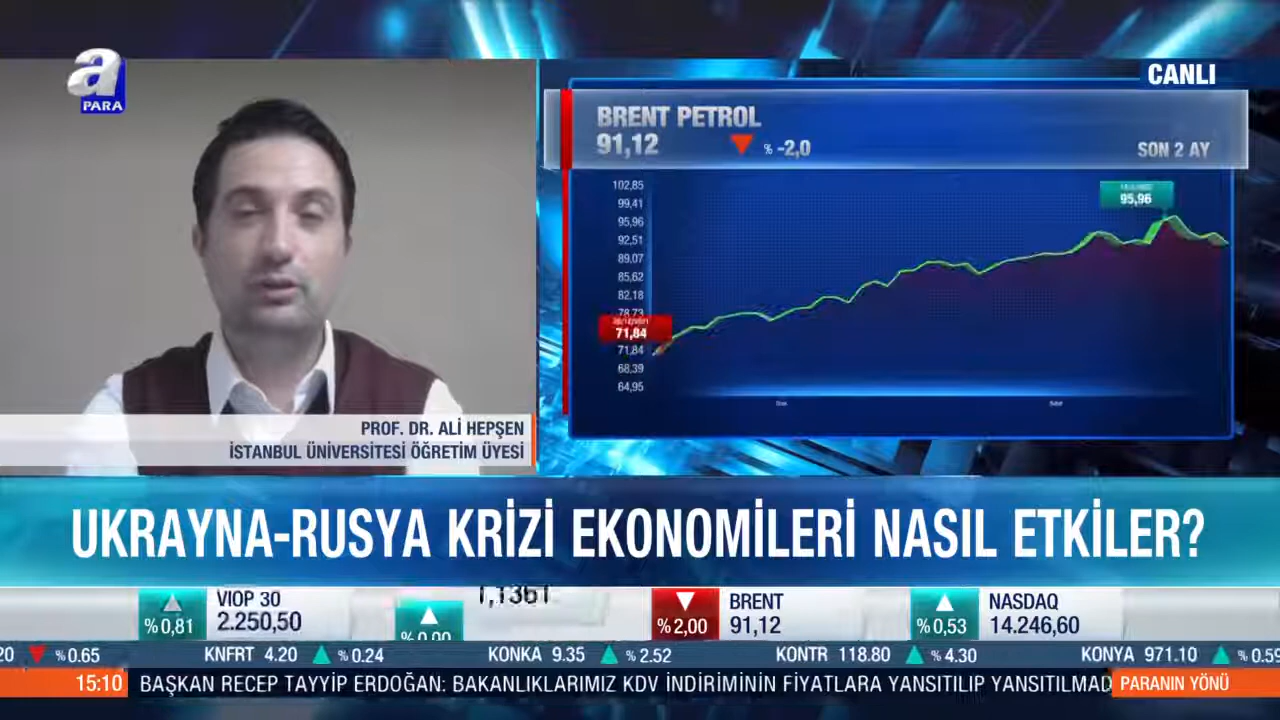 a
PARA
CANLI
BRENT PETROL
91,12 % -2,0
SON 2 AY
102,85
99,41
95,96
92,51
89,07
85,62
82,18
78,73
71,84
71,84
68,39
64,95
95,96
PROF. DR. ALİ HEPŞEN
İSTANBUL ÜNİVERSİTESİ ÖĞRETİM ÜYESİ
UKRAYNA-RUSYA KRİZİ EKONOMİLERİ NASIL ETKİLER?
%0,81 VIOP 30 2.250,50
%0,00 1,1361
%2,00 BRENT 91,12
%0,53 NASDAQ 14.246,60
20 %0.65 KNFRT 4.20 %0.24 KONKA 9.35 %2.52 KONTR 118.80 %4.30 KONYA 971.10 %0.59
15:10 BAŞKAN RECEP TAYYİP ERDOĞAN: BAKANLIKLARIMIZ KDV İNDİRİMİNİN FİYATLARA YANSITILIP YANSITILMAD PARANIN YÖNÜ